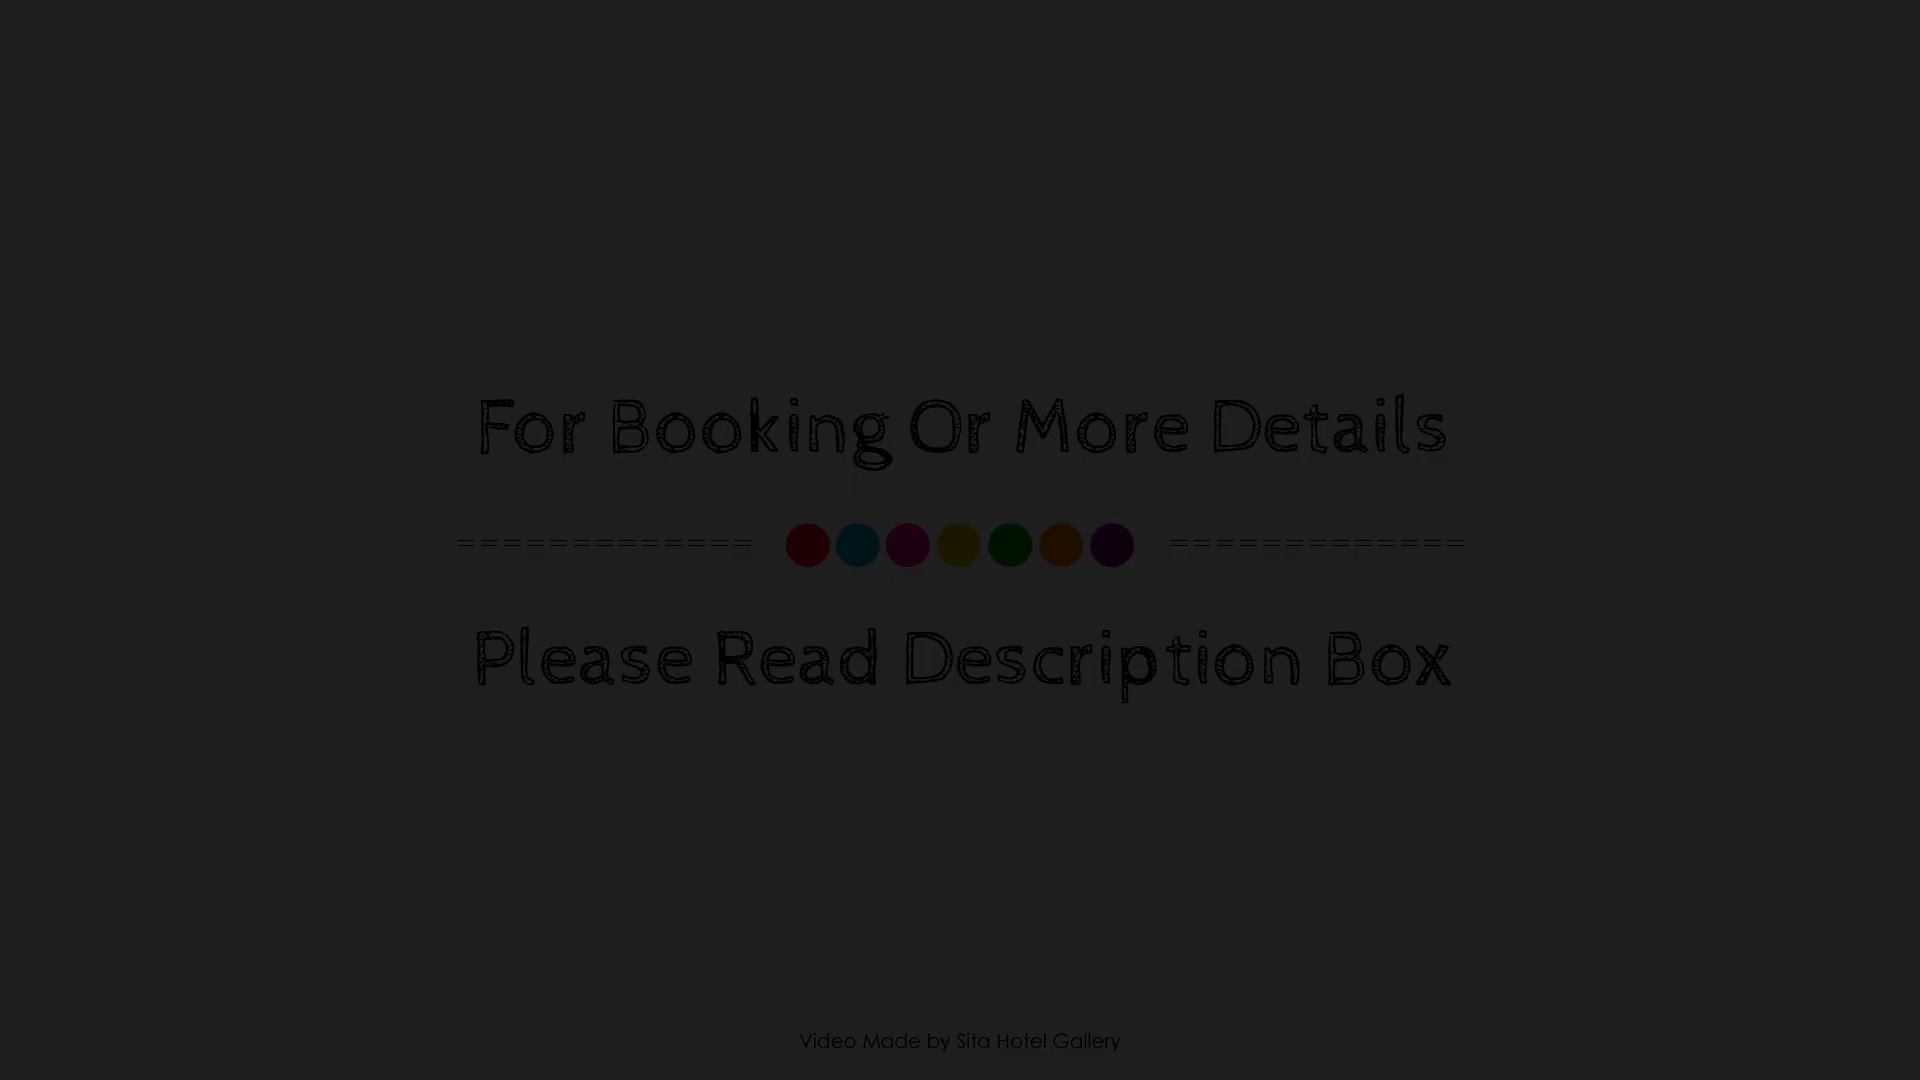 For Booking Or More Details
============= =============
Please Read Description Box
Video Made by Sita Hotel Gallery